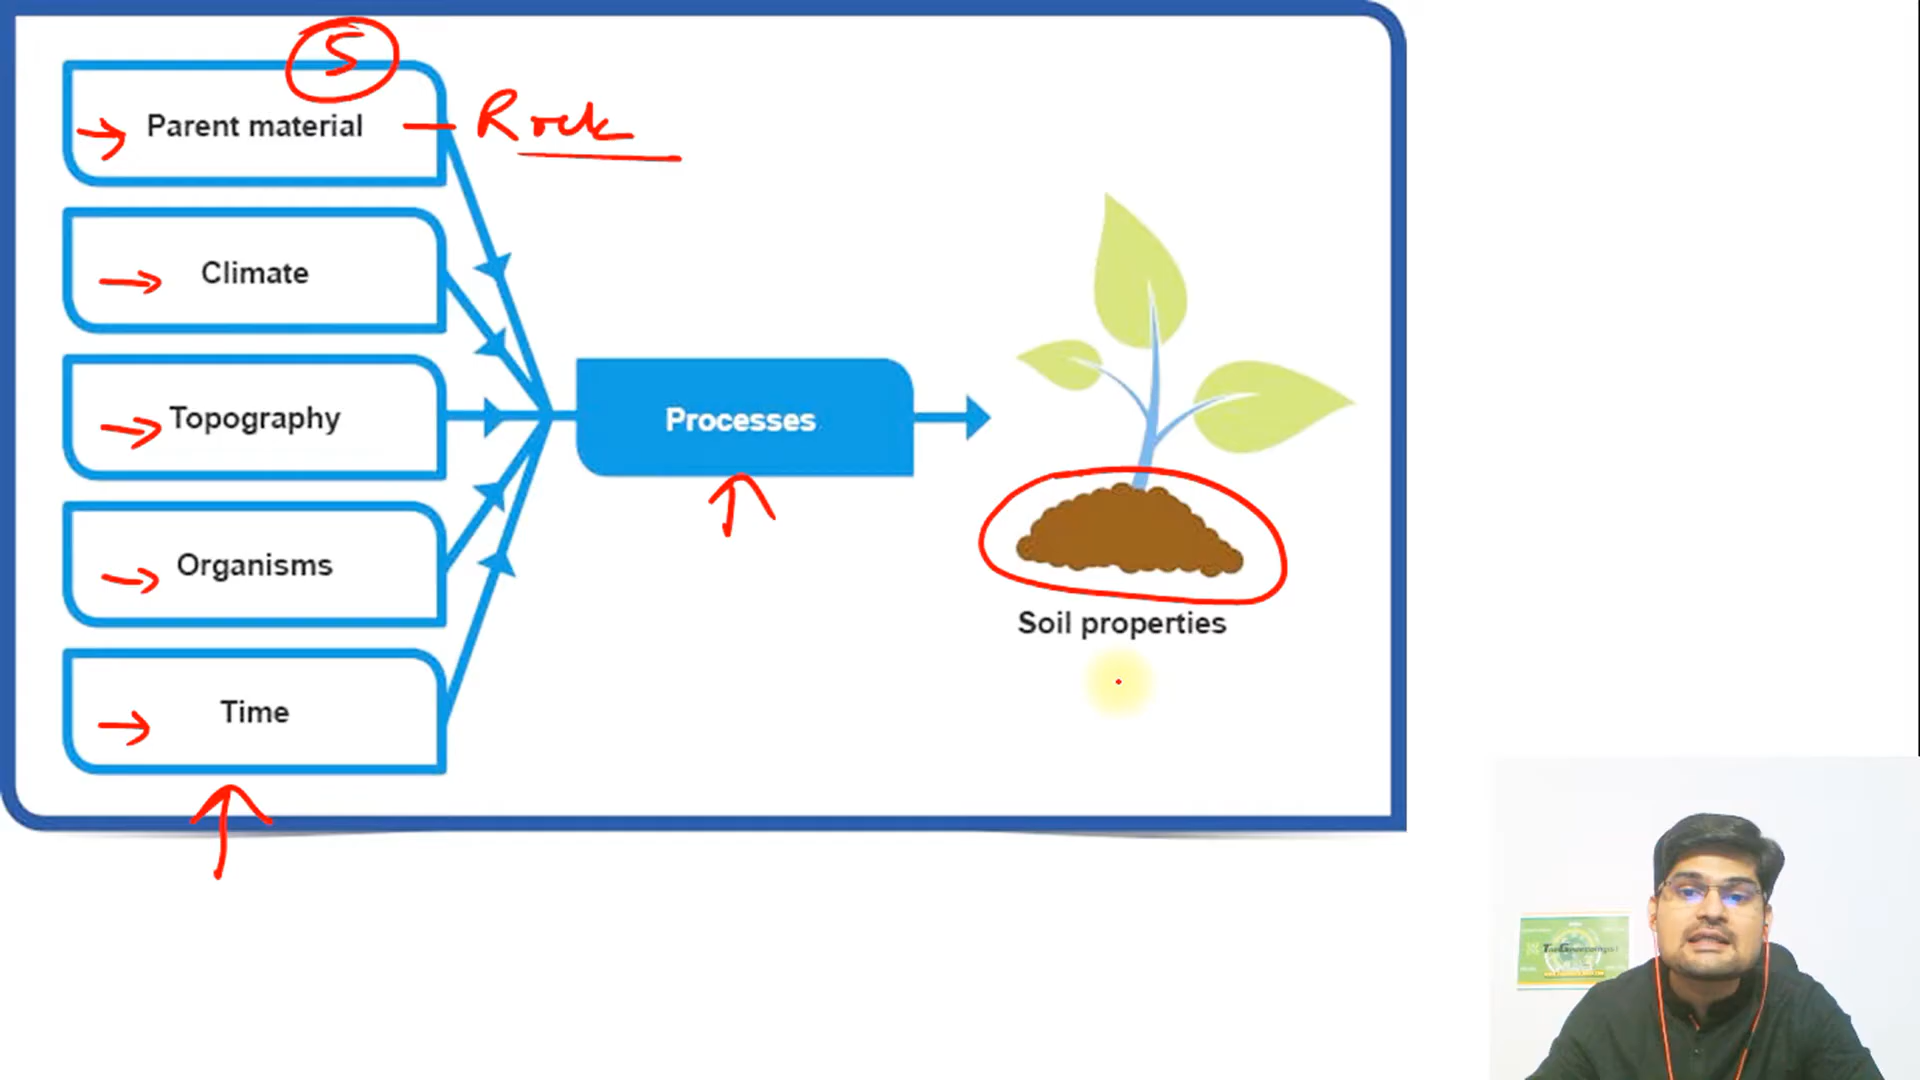 5
Parent material
Rock
Climate
Topography
Organisms
Time
Processes
Soil properties